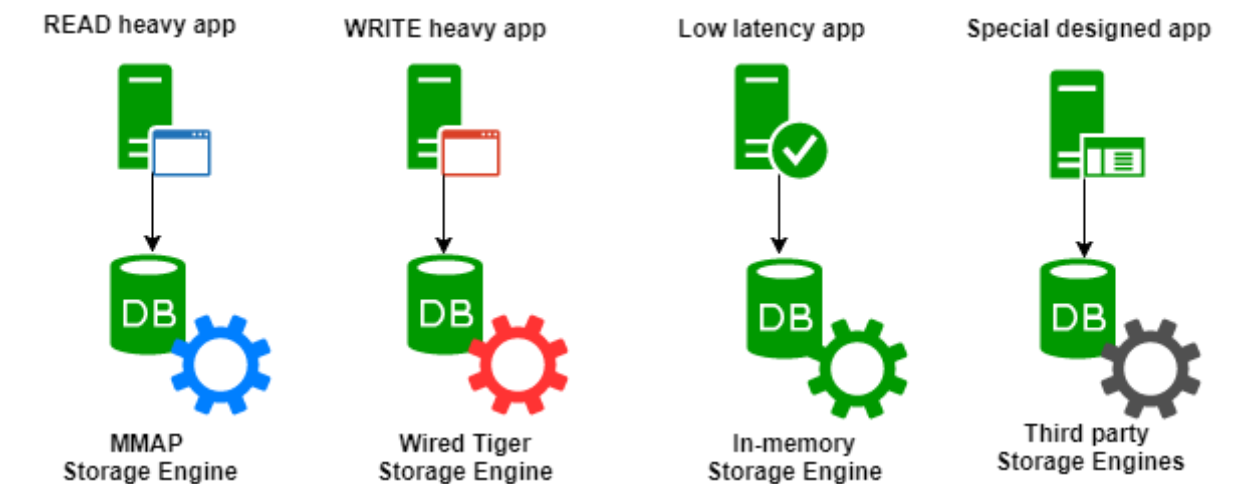 READ heavy app
WRITE heavy app
Low latency app
Special designed app
DB
DB
DB
DB
MMAP
Storage Engine
Wired Tiger
Storage Engine
In-memory
Storage Engine
Third party
Storage Engines